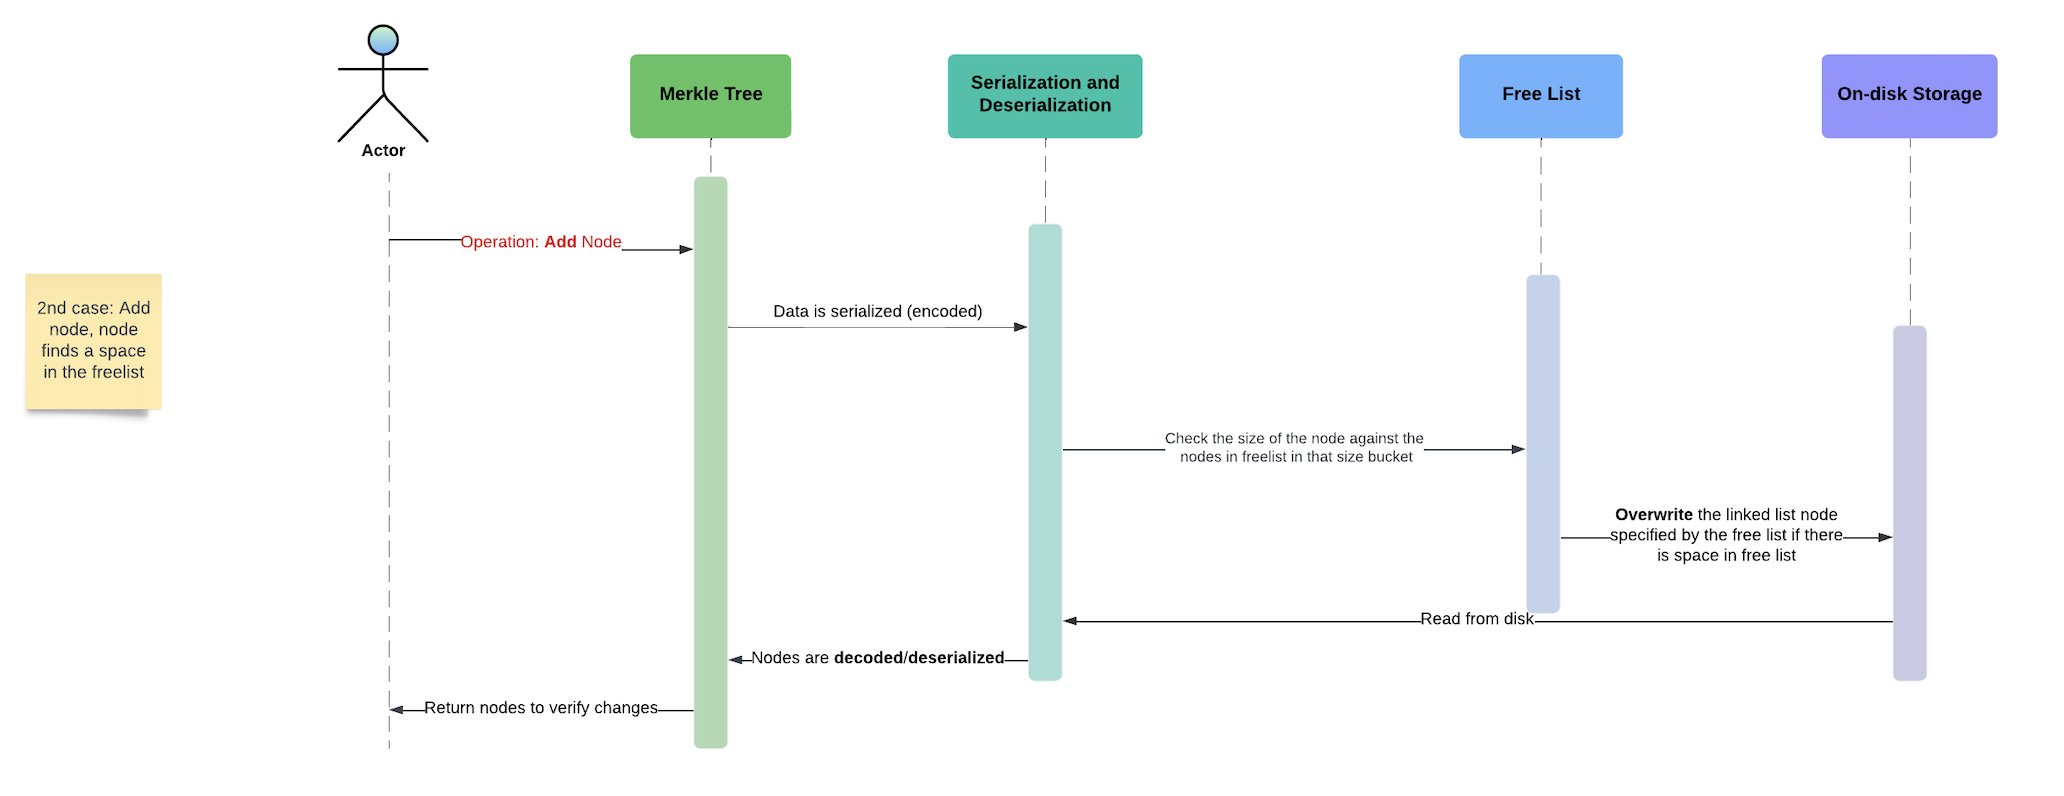 Merkle Tree
Serialization and
Deserialization
Free List
On-disk Storage
Actor
Operation: Add Node
2nd case: Add
node, node
finds a space
in the freelist
Data is serialized (encoded)
Check the size of the node against the
nodes in freelist in that size bucket
Overwrite the linked list node
specified by the free list if there
is space in free list
Read from disk
Nodes are decoded/deserialized
Return nodes to verify changes